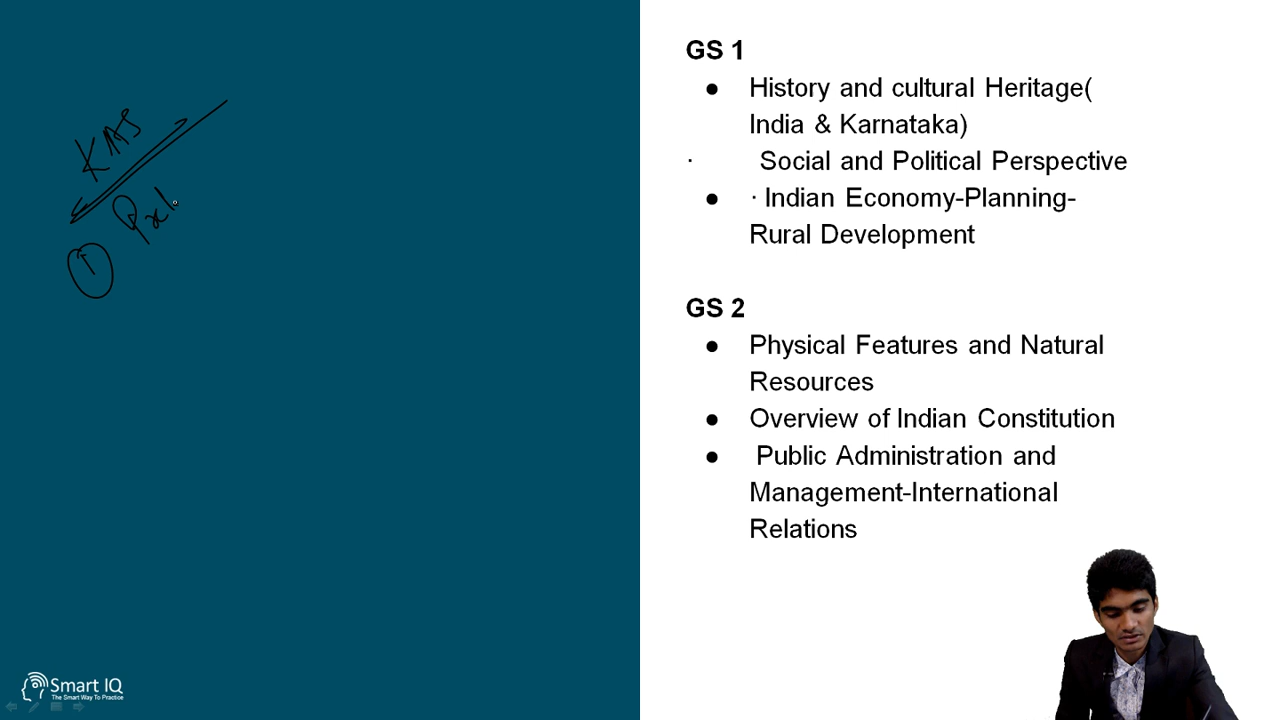 KAS
①
GS 1
● History and cultural Heritage(
India & Karnataka)
· Social and Political Perspective
● · Indian Economy-Planning-
Rural Development
GS 2
● Physical Features and Natural
Resources
● Overview of Indian Constitution
● Public Administration and
Management-International
Relations
Smart IQ
The Smart Way To Practice